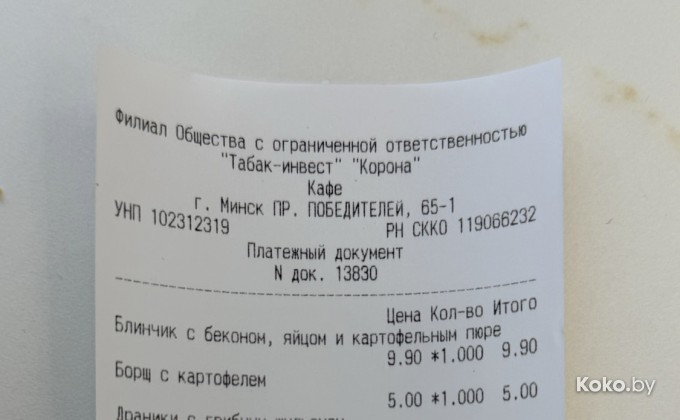 Филиал Общества с ограниченной ответственностью
"Табак-инвест" "Корона"
Кафе
г. Минск ПР. ПОБЕДИТЕЛЕЙ, 65-1
УНП 102312319 РН СККО 119066232
Платежный документ
N док. 13830
Цена Кол-во Итого
Блинчик с беконом, яйцом и картофельным пюре
9.90 *1.000 9.90
Борщ с картофелем
5.00 *1.000 5.00
Драники с грибным
Koko.by